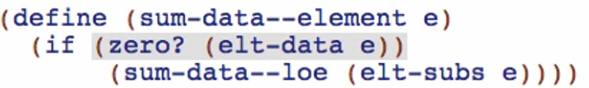 (define (sum-data--element e)
(if (zero? (elt-data e))
(sum-data--loe (elt-subs e))))